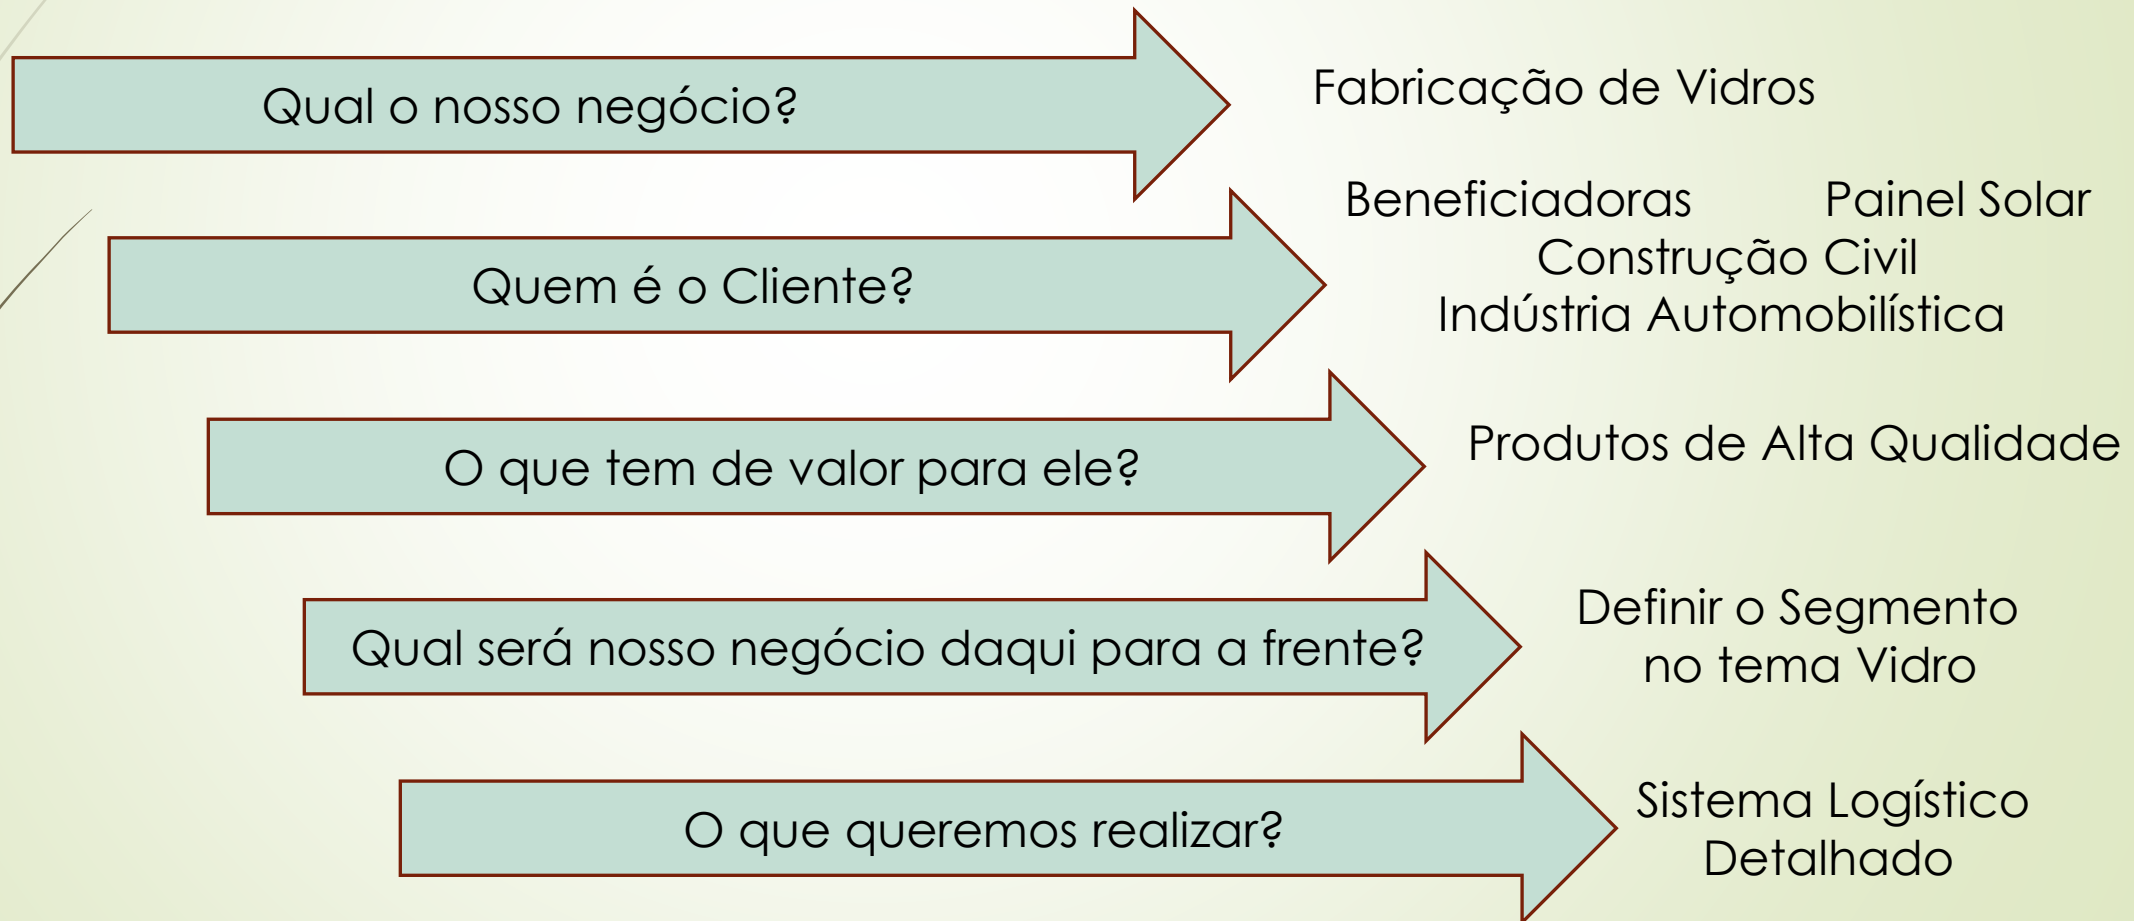 Qual o nosso negócio?
Fabricação de Vidros
Quem é o Cliente?
Beneficiadoras Painel Solar
Construção Civil
Indústria Automobilística
O que tem de valor para ele?
Produtos de Alta Qualidade
Qual será nosso negócio daqui para a frente?
Definir o Segmento
no tema Vidro
O que queremos realizar?
Sistema Logístico
Detalhado